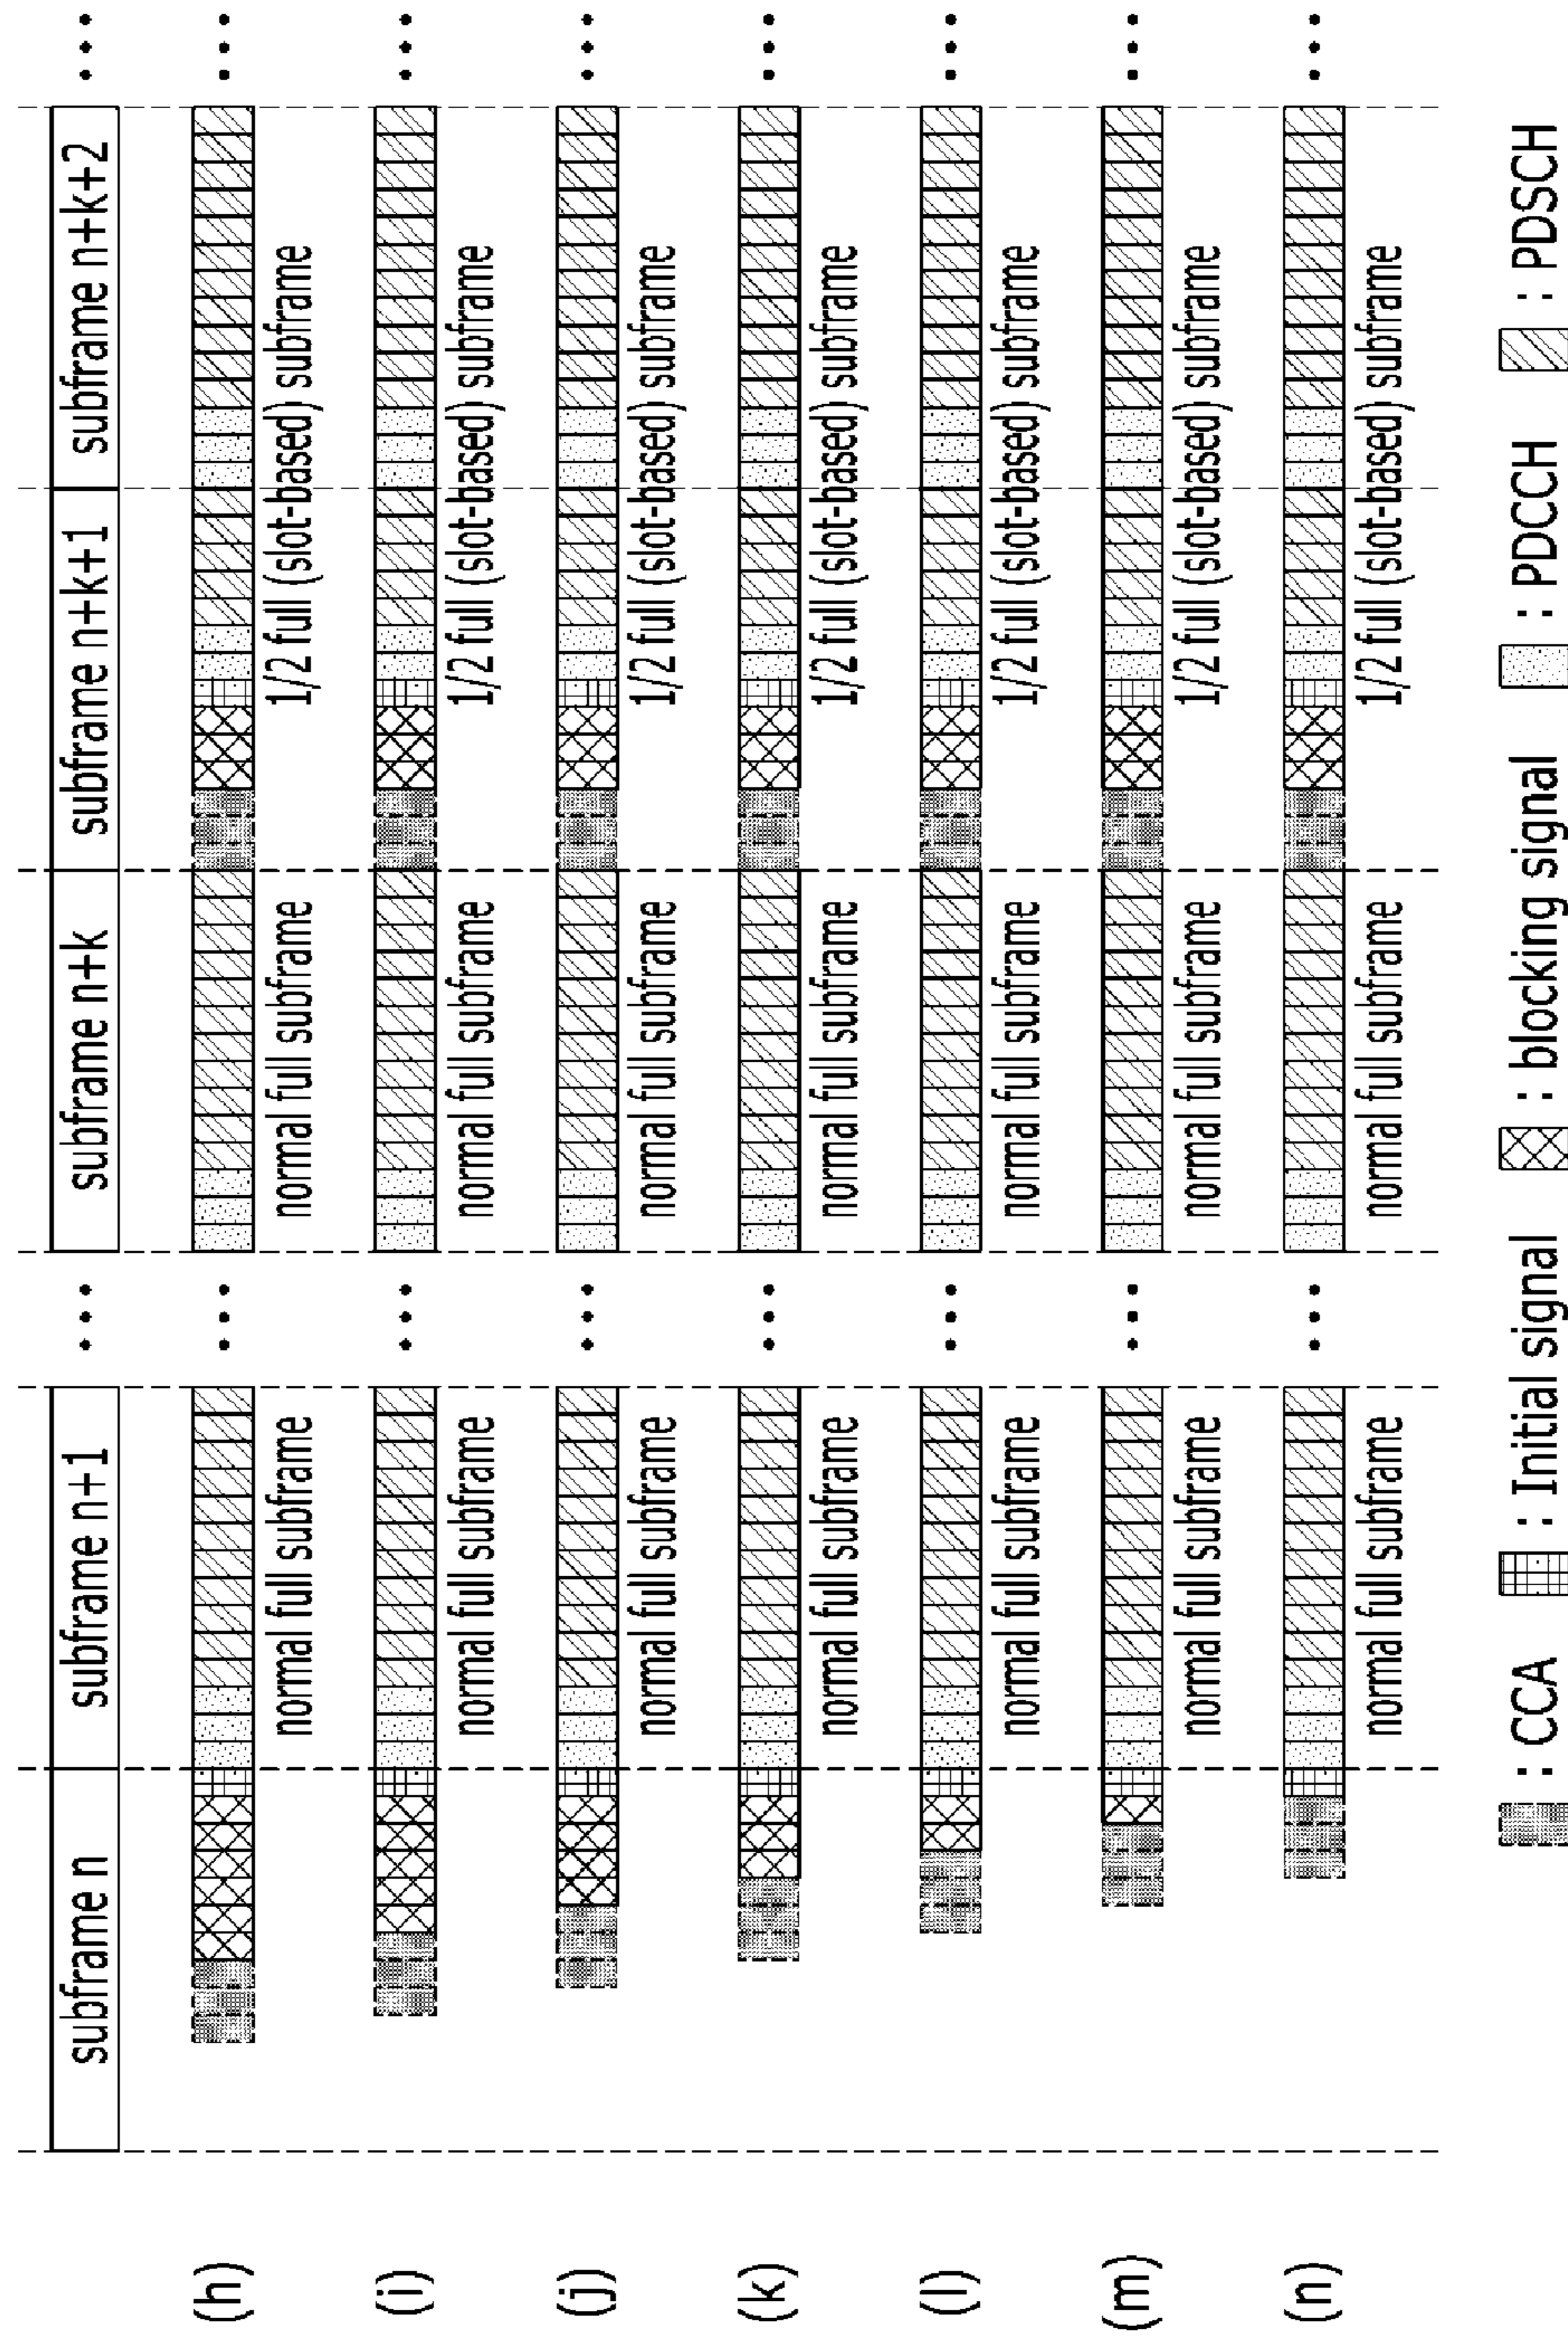 subframe n subframe n+1 ••• subframe n+k subframe n+k+1 subframe n+k+2 •••
(h) ••• •••
normal full subframe normal full subframe 1/2 full (slot-based) subframe
(i) ••• •••
normal full subframe normal full subframe 1/2 full (slot-based) subframe
(j) ••• •••
normal full subframe normal full subframe 1/2 full (slot-based) subframe
(k) ••• •••
normal full subframe normal full subframe 1/2 full (slot-based) subframe
(l) ••• •••
normal full subframe normal full subframe 1/2 full (slot-based) subframe
(m) ••• •••
normal full subframe normal full subframe 1/2 full (slot-based) subframe
(n) ••• •••
normal full subframe normal full subframe 1/2 full (slot-based) subframe
: CCA : Initial signal : blocking signal : PDCCH : PDSCH